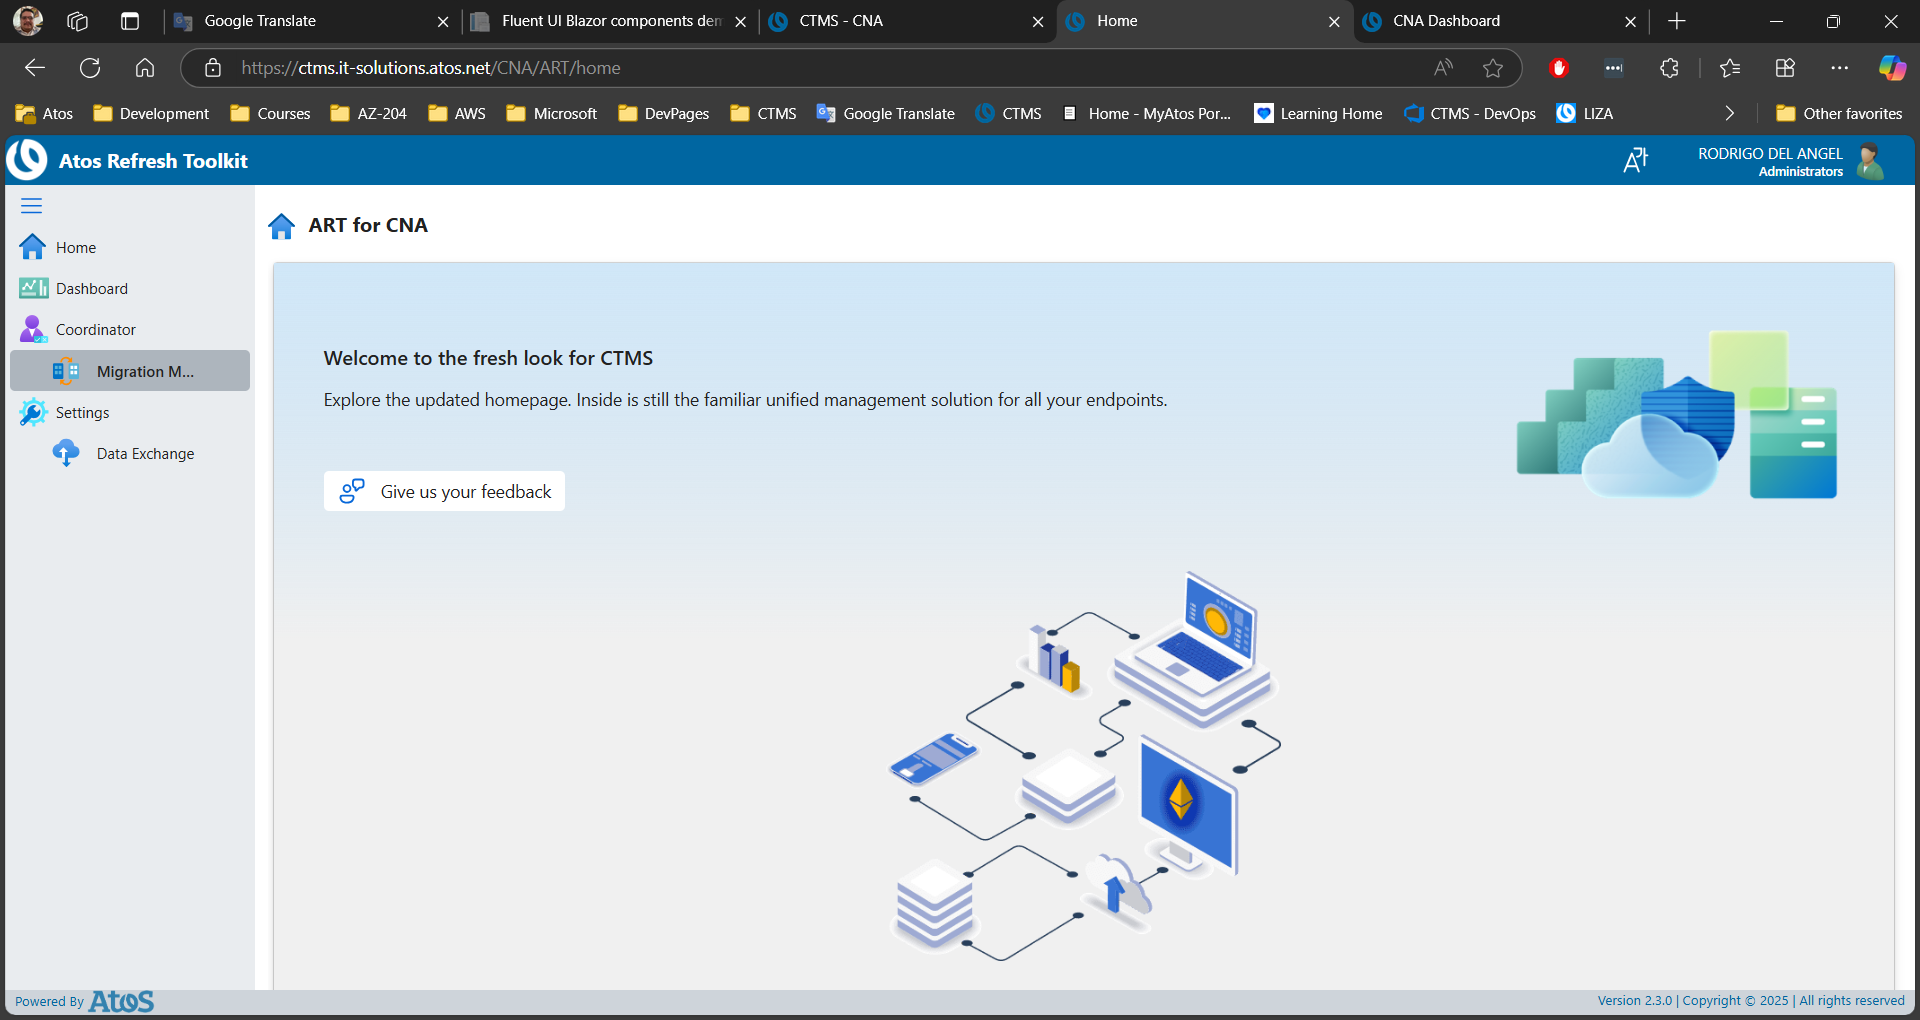 Google Translate
Fluent UI Blazor components den
CTMS - CNA
Home
CNA Dashboard
https://ctms.it-solutions.atos.net/CNA/ART/home
Atos
Development
Courses
AZ-204
AWS
Microsoft
DevPages
CTMS
Google Translate
CTMS
Home - MyAtos Por...
Learning Home
CTMS - DevOps
LIZA
Other favorites
Atos Refresh Toolkit
RODRIGO DEL ANGEL
Administrators
Home
Dashboard
Coordinator
Migration M...
Settings
Data Exchange
ART for CNA
Welcome to the fresh look for CTMS
Explore the updated homepage. Inside is still the familiar unified management solution for all your endpoints.
Give us your feedback
Powered By Atos
Version 2.3.0 | Copyright © 2025 | All rights reserved